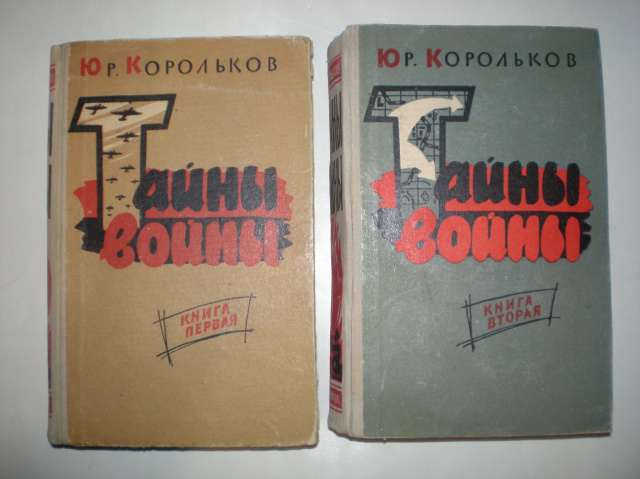 Юр. Корольков
Тайны
войны
Книга
первая
Юр. Корольков
Тайны
войны
Книга
вторая